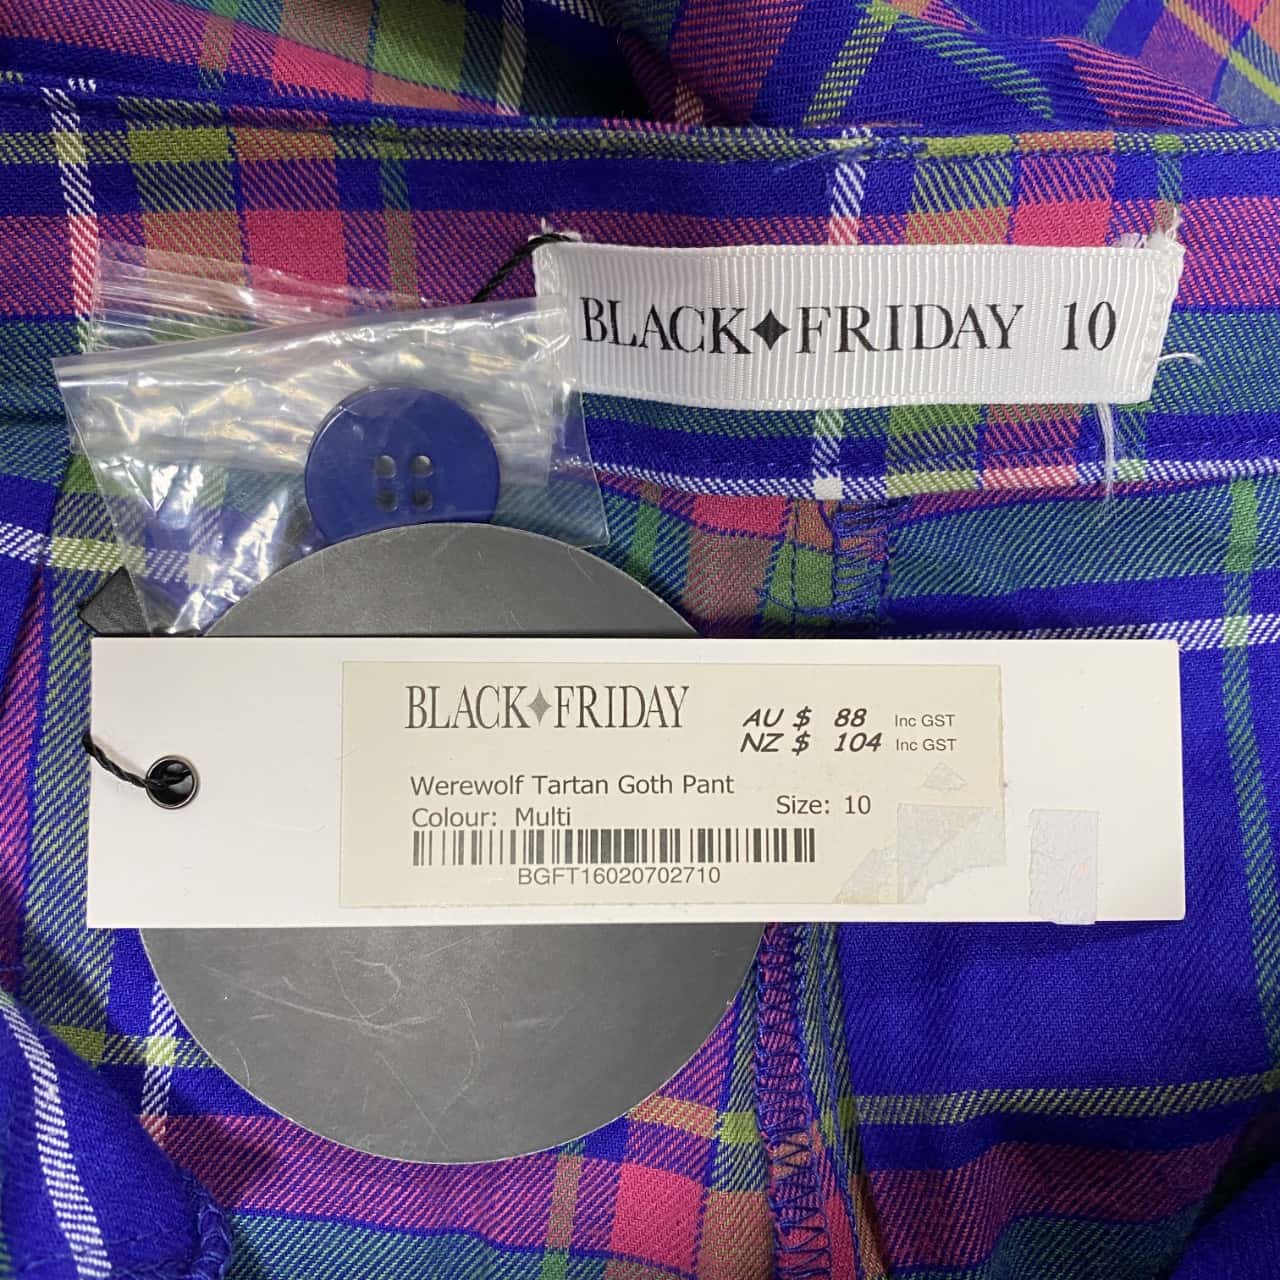 BLACK♦FRIDAY 10
BLACK♦FRIDAY
AU $ 88 Inc GST
NZ $ 104 Inc GST
Werewolf Tartan Goth Pant
Colour: Multi
Size: 10
BGFT16020702710